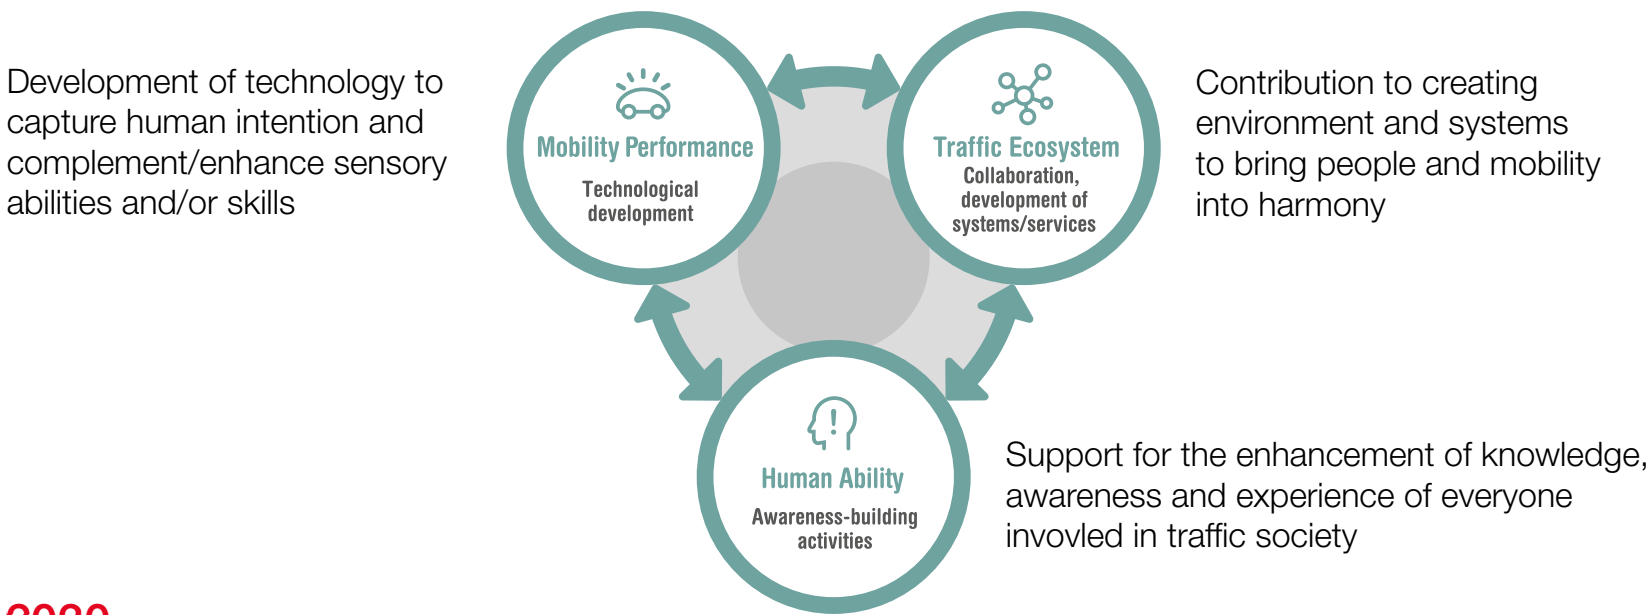 Development of technology to
capture human intention and
complement/enhance sensory
abilities and/or skills
Mobility Performance
Technological
development
Traffic Ecosystem
Collaboration,
development of
systems/services
Contribution to creating
environment and systems
to bring people and mobility
into harmony
Human Ability
Awareness-building
activities
Support for the enhancement of knowledge,
awareness and experience of everyone
invovled in traffic society